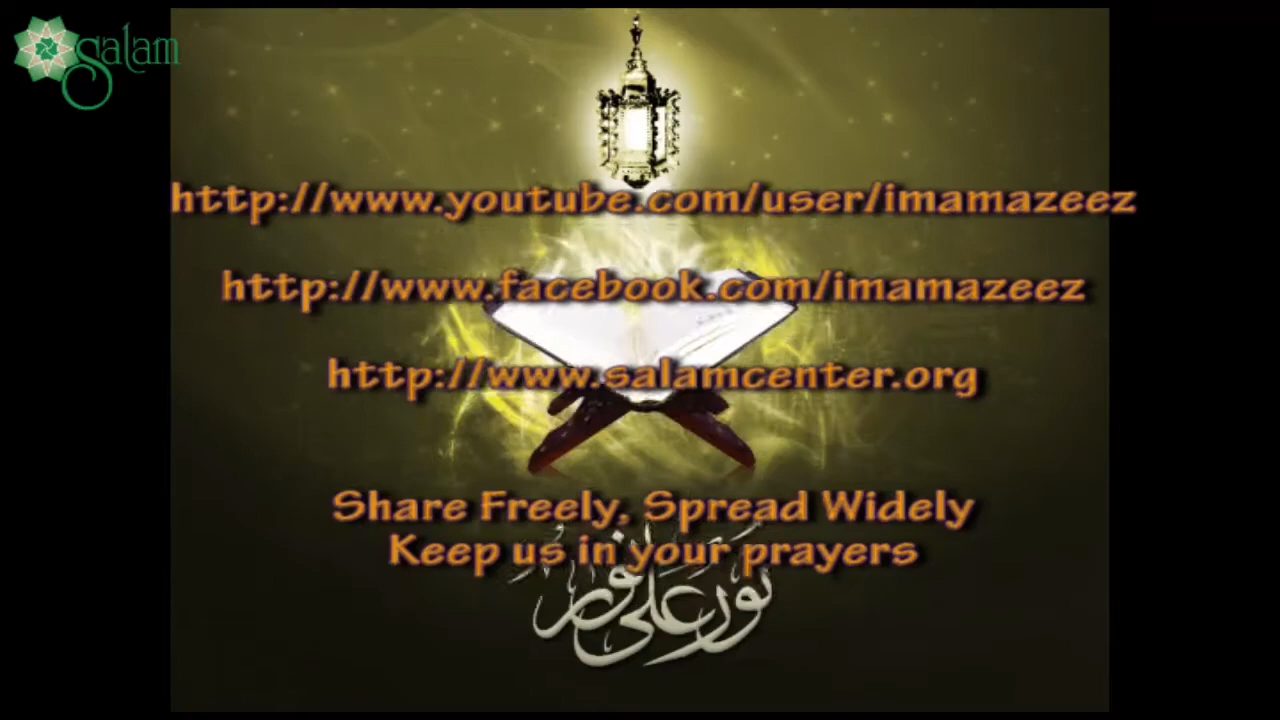 salam
http://www.youtube.com/user/imamazeez
http://www.facebook.com/imamazeez
http://www.salamcenter.org
Share Freely, Spread Widely
Keep us in your prayers
نور على نور